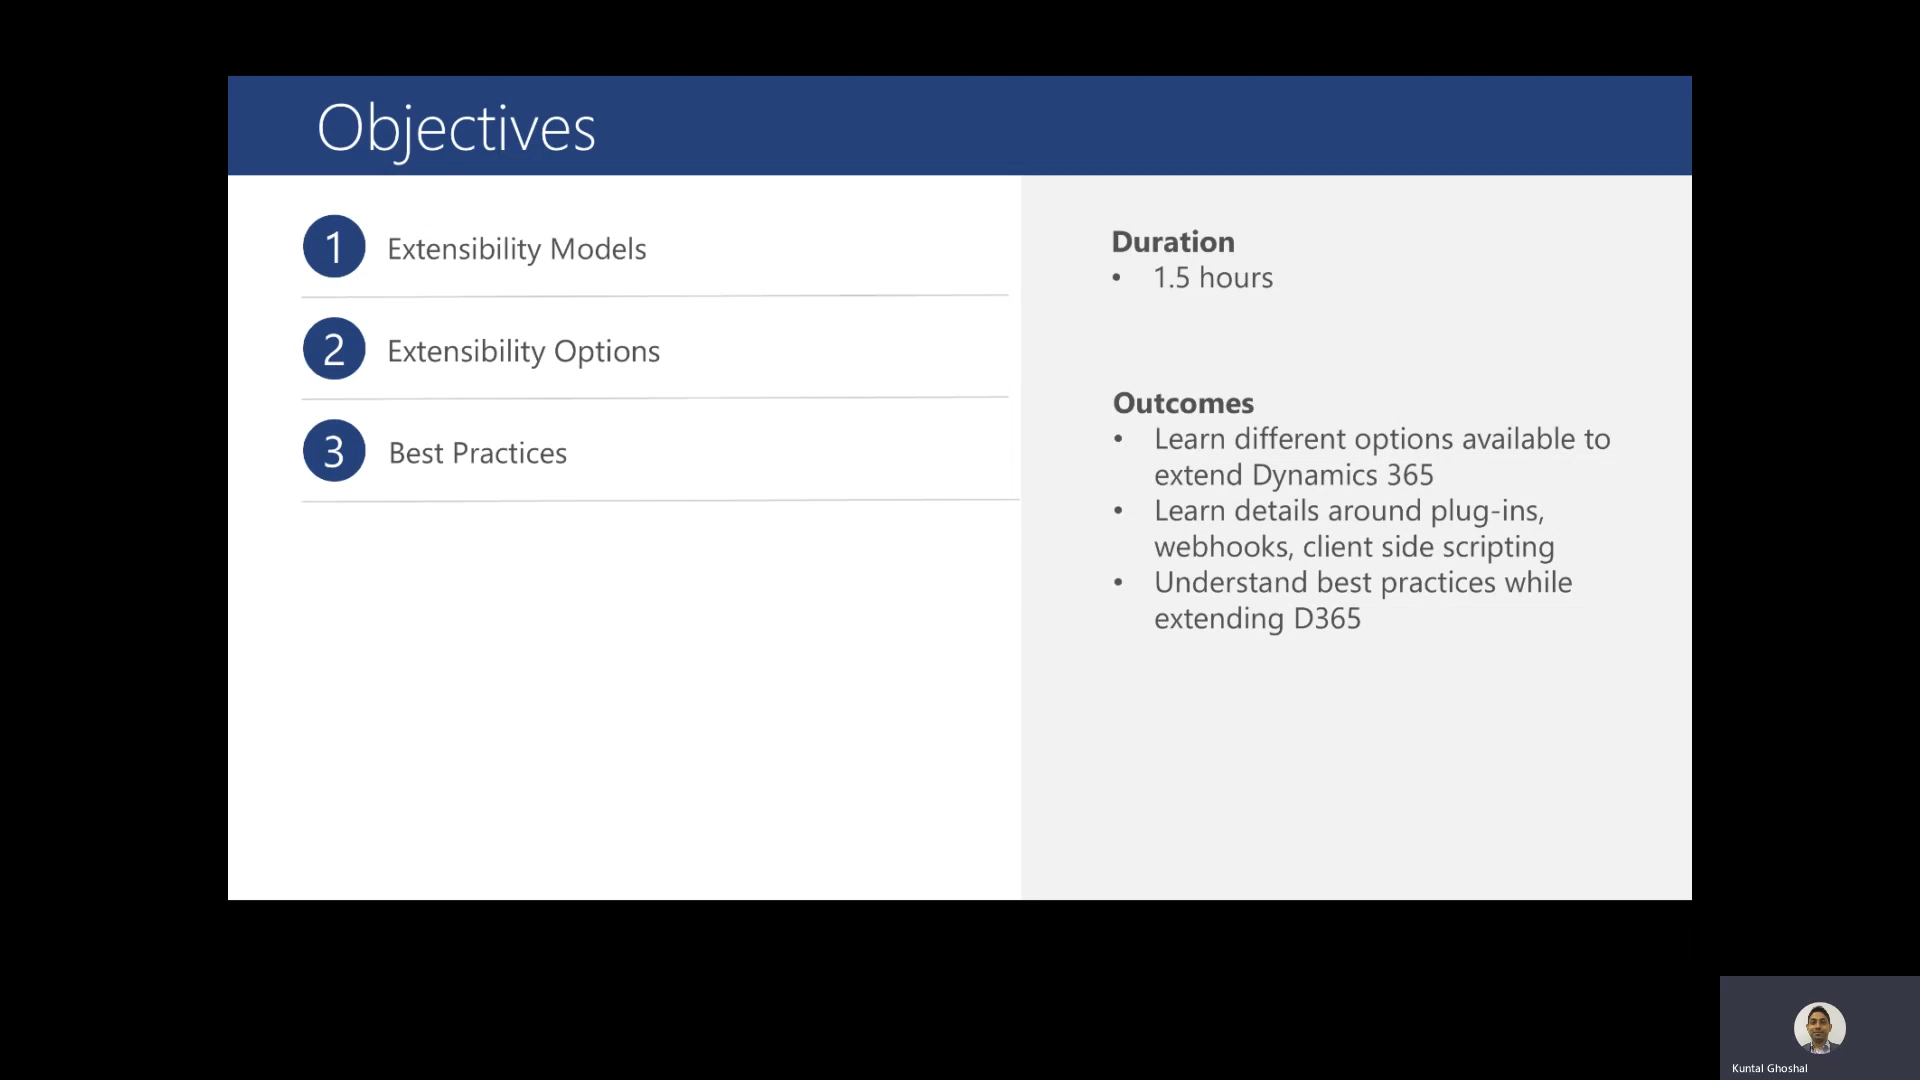 Objectives
1 Extensibility Models
2 Extensibility Options
3 Best Practices
Duration
• 1.5 hours
Outcomes
• Learn different options available to
extend Dynamics 365
• Learn details around plug-ins,
webhooks, client side scripting
• Understand best practices while
extending D365
Kuntal Ghoshal